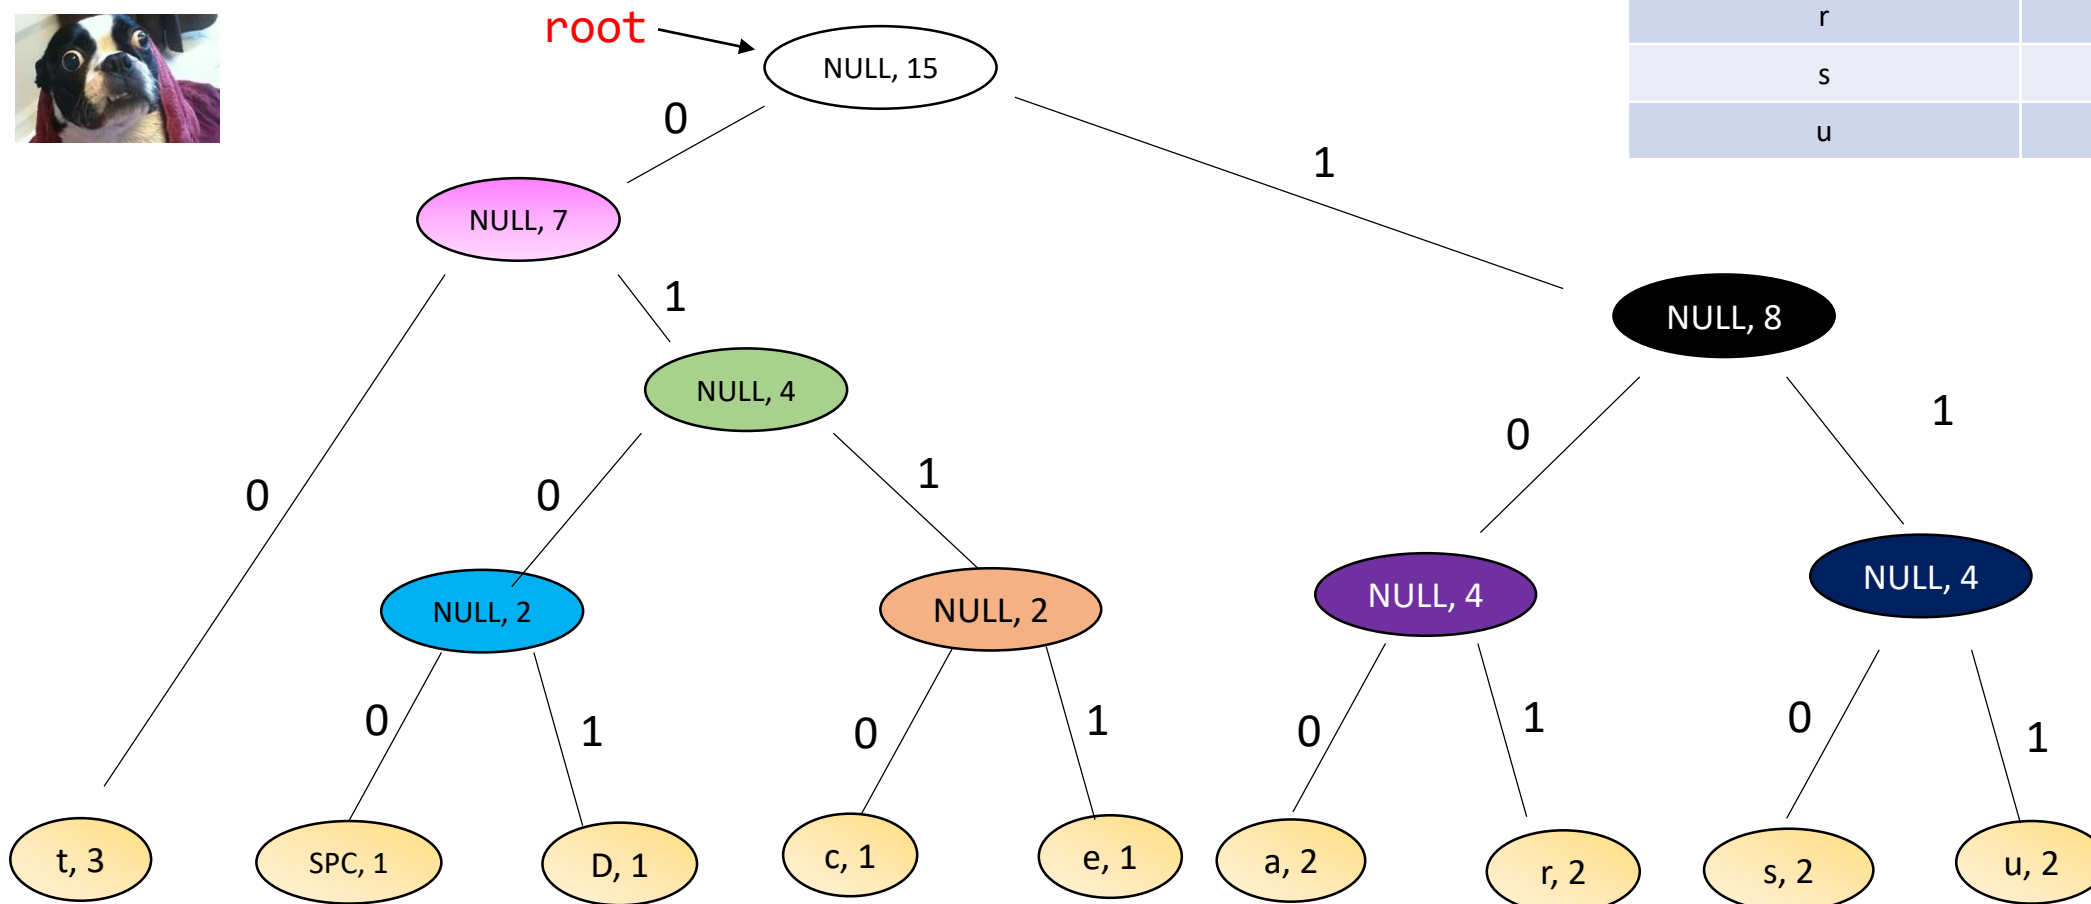 root
NULL, 15
r
s
u
0
1
NULL, 7
1
NULL, 8
NULL, 4
0
1
0
0
1
NULL, 2
NULL, 2
NULL, 4
NULL, 4
0
1
0
1
0
1
0
1
t, 3
SPC, 1
D, 1
c, 1
e, 1
a, 2
r, 2
s, 2
u, 2